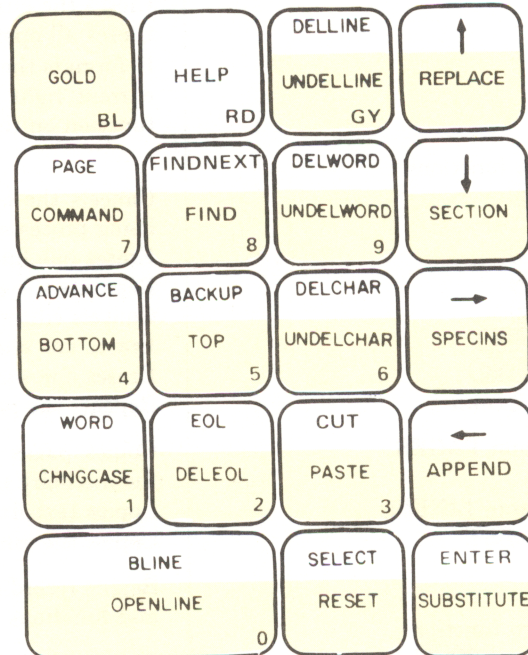 GOLD
BL
HELP
RD
DELLINE
UNDELLINE
GY
↑
REPLACE
PAGE
COMMAND
7
FINDNEXT
FIND
8
DELWORD
UNDELWORD
9
↓
SECTION
ADVANCE
BOTTOM
4
BACKUP
TOP
5
DELCHAR
UNDELCHAR
6
→
SPECINS
WORD
CHNGCASE
1
EOL
DELEOL
2
CUT
PASTE
3
←
APPEND
BLINE
OPENLINE
0
SELECT
RESET
ENTER
SUBSTITUTE